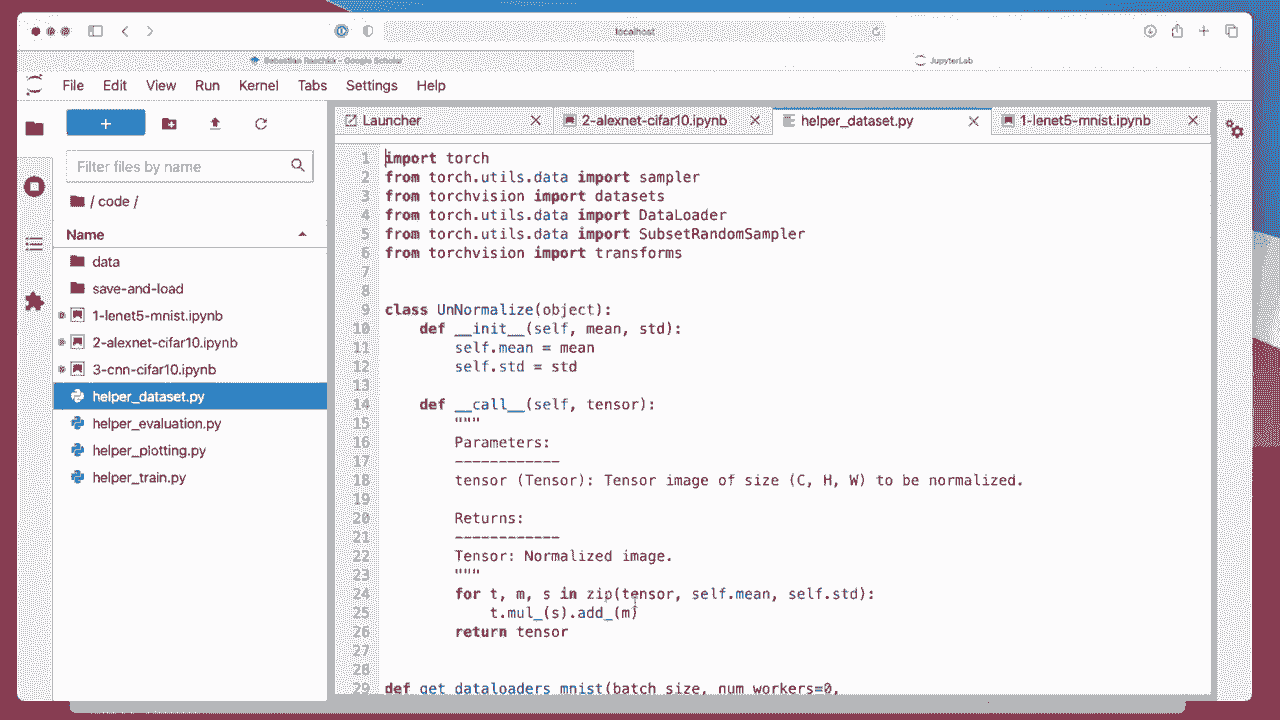 localhost
JupyterLab
File Edit View Run Kernel Tabs Settings Help
+
Filter files by name
/ code /
Name
data
save-and-load
1-lenet5-mnist.ipynb
2-alexnet-cifar10.ipynb
3-cnn-cifar10.ipynb
helper_dataset.py
helper_evaluation.py
helper_plotting.py
helper_train.py
Launcher 2-alexnet-cifar10.ipynb helper_dataset.py 1-lenet5-mnist.ipynb
1 import torch
2 from torch.utils.data import sampler
3 from torchvision import datasets
4 from torch.utils.data import DataLoader
5 from torch.utils.data import SubsetRandomSampler
6 from torchvision import transforms
7
8
9 class UnNormalize(object):
10 def __init__(self, mean, std):
11 self.mean = mean
12 self.std = std
13
14 def __call__(self, tensor):
15 """
16 Parameters:
17 ------------
18 tensor (Tensor): Tensor image of size (C, H, W) to be normalized.
19
20 Returns:
21 ------------
22 Tensor: Normalized image.
23 """
24 for t, m, s in zip(tensor, self.mean, self.std):
25 t.mul_(s).add_(m)
26 return tensor
27
28
29 def get_dataloaders_mnist(batch_size, num_workers=0,